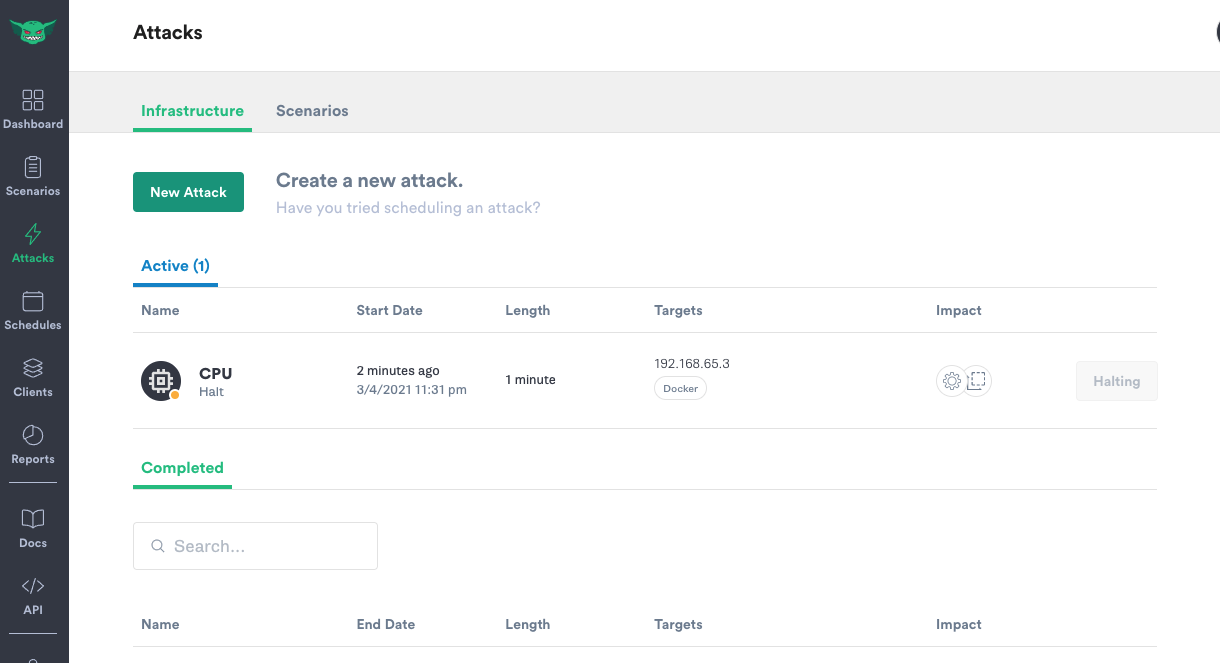 Attacks
Dashboard
Scenarios
Attacks
Schedules
Clients
Reports
Docs
API
Infrastructure
Scenarios
New Attack
Create a new attack.
Have you tried scheduling an attack?
Active (1)
Name Start Date Length Targets Impact
CPU
Halt
2 minutes ago
3/4/2021 11:31 pm
1 minute
192.168.65.3
Docker
Halting
Completed
Search...
Name End Date Length Targets Impact